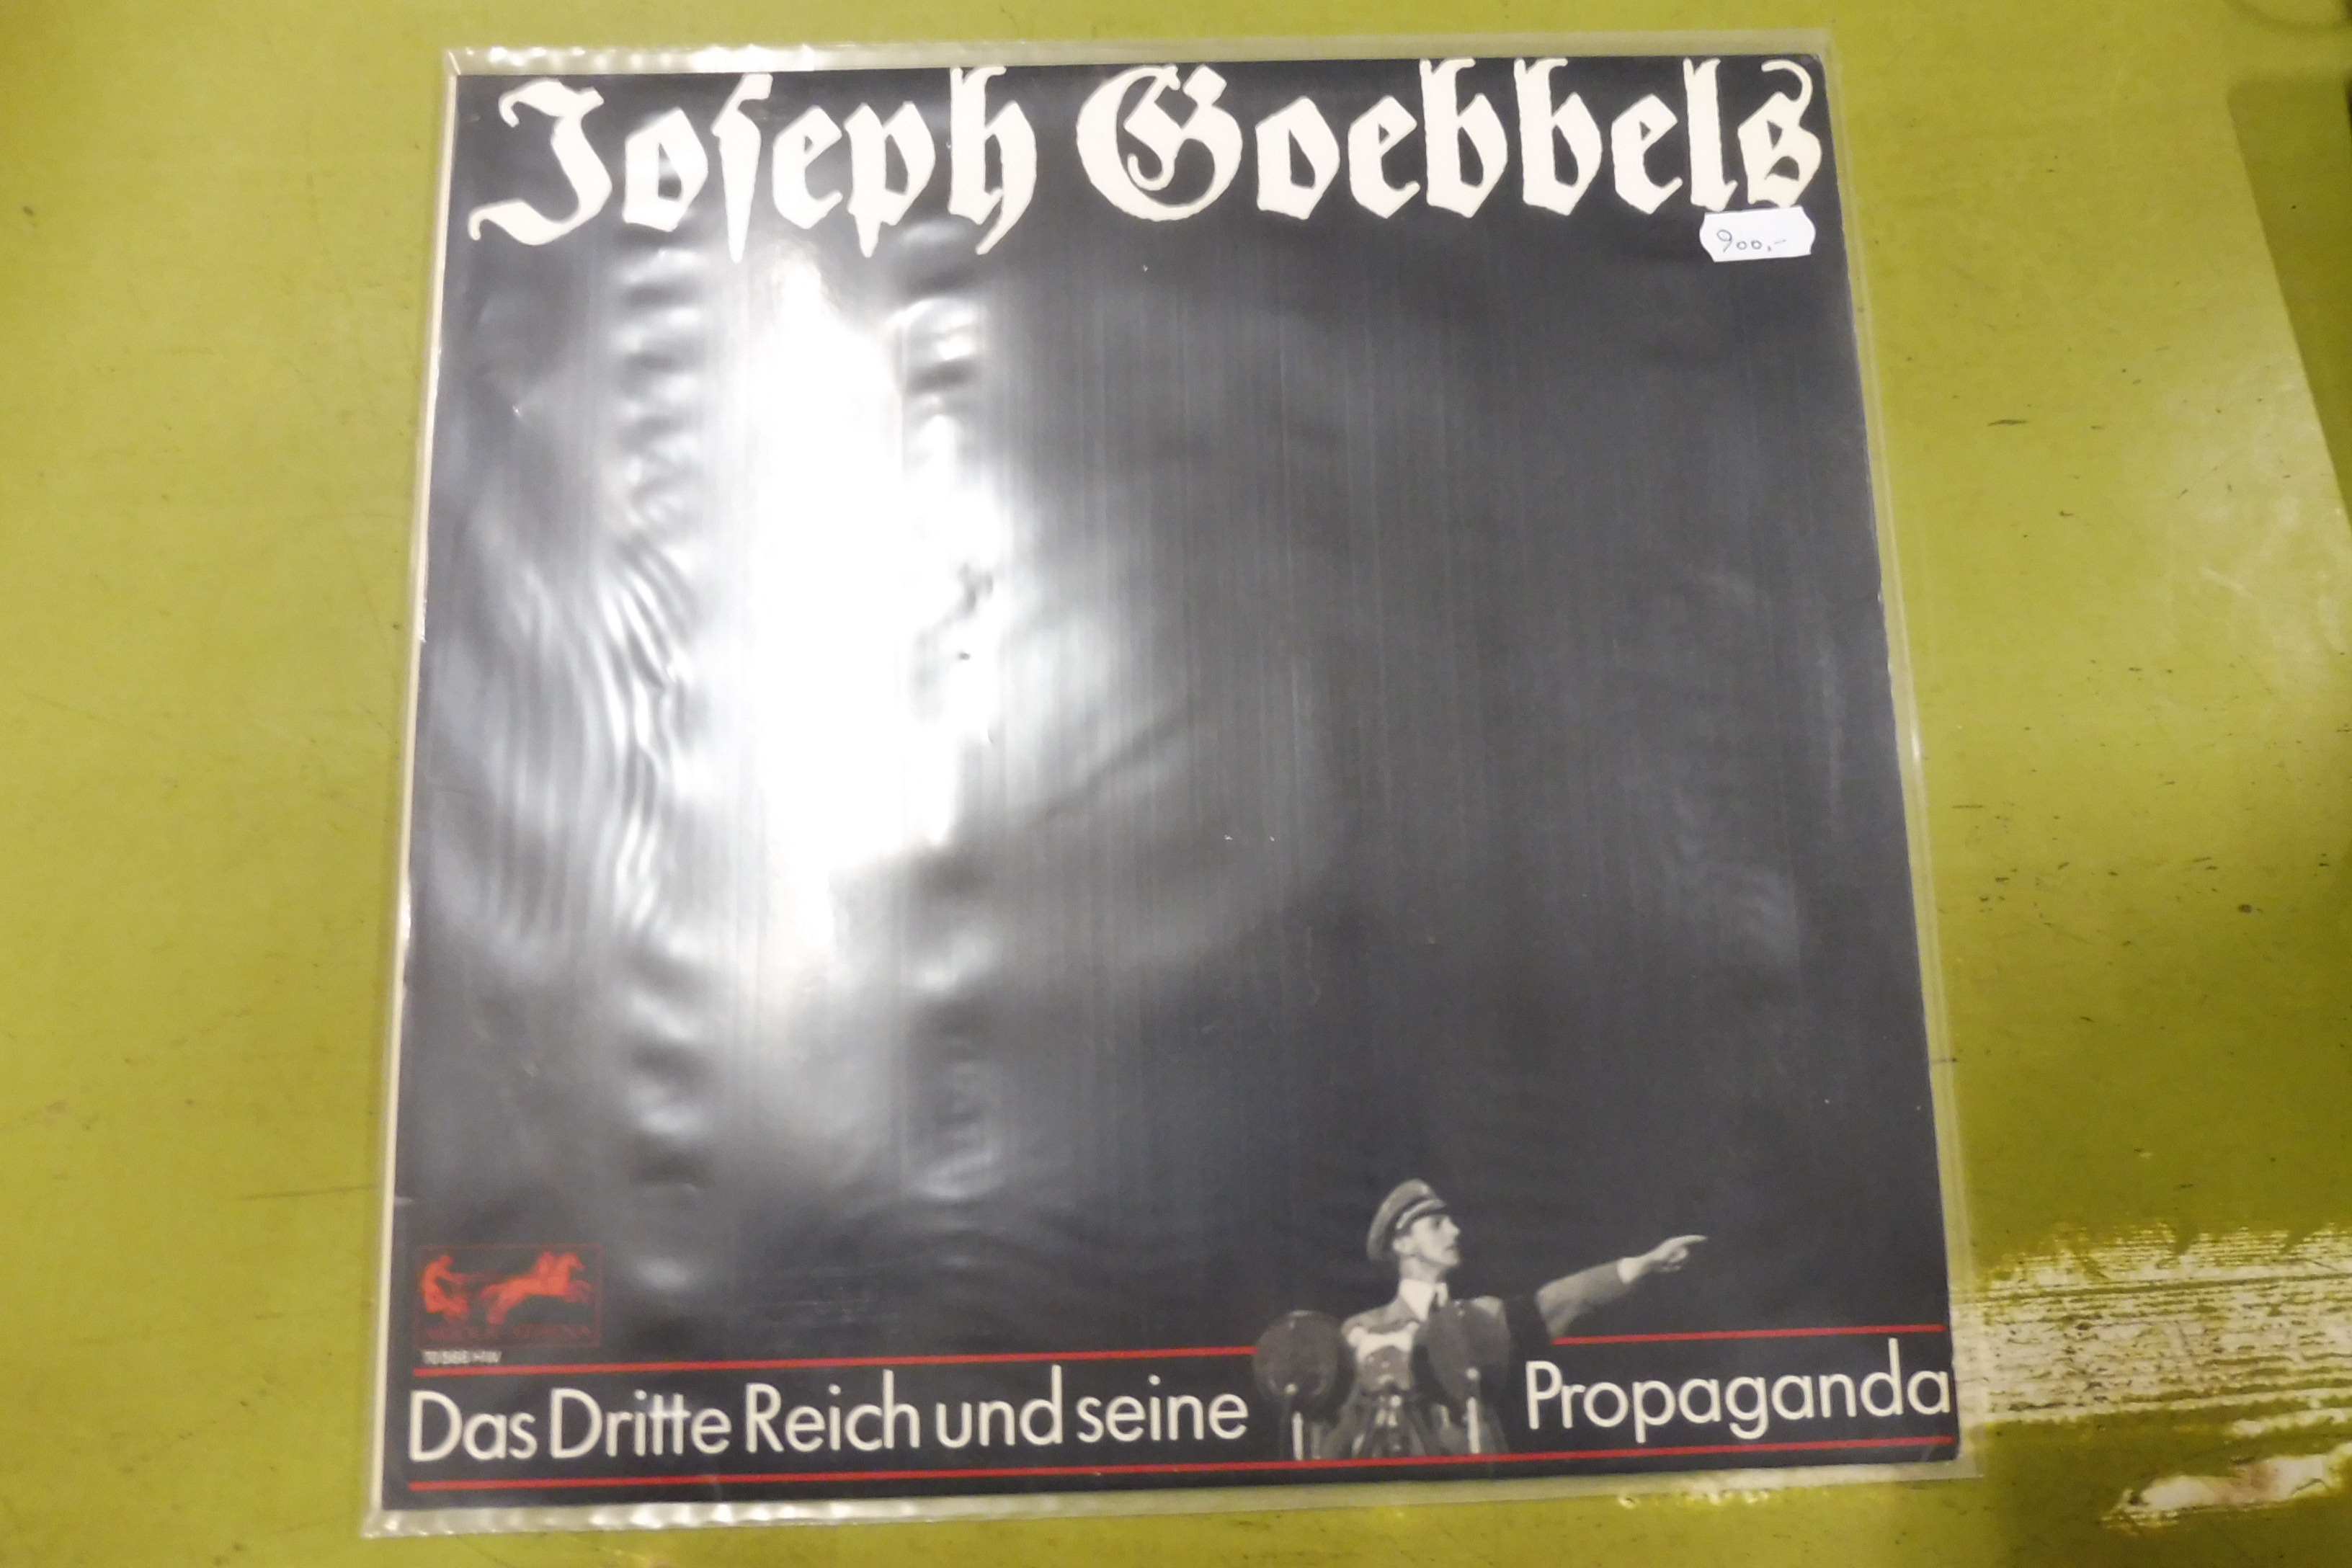 Joseph Goebbels
900,-
Das Dritte Reich und seine Propaganda